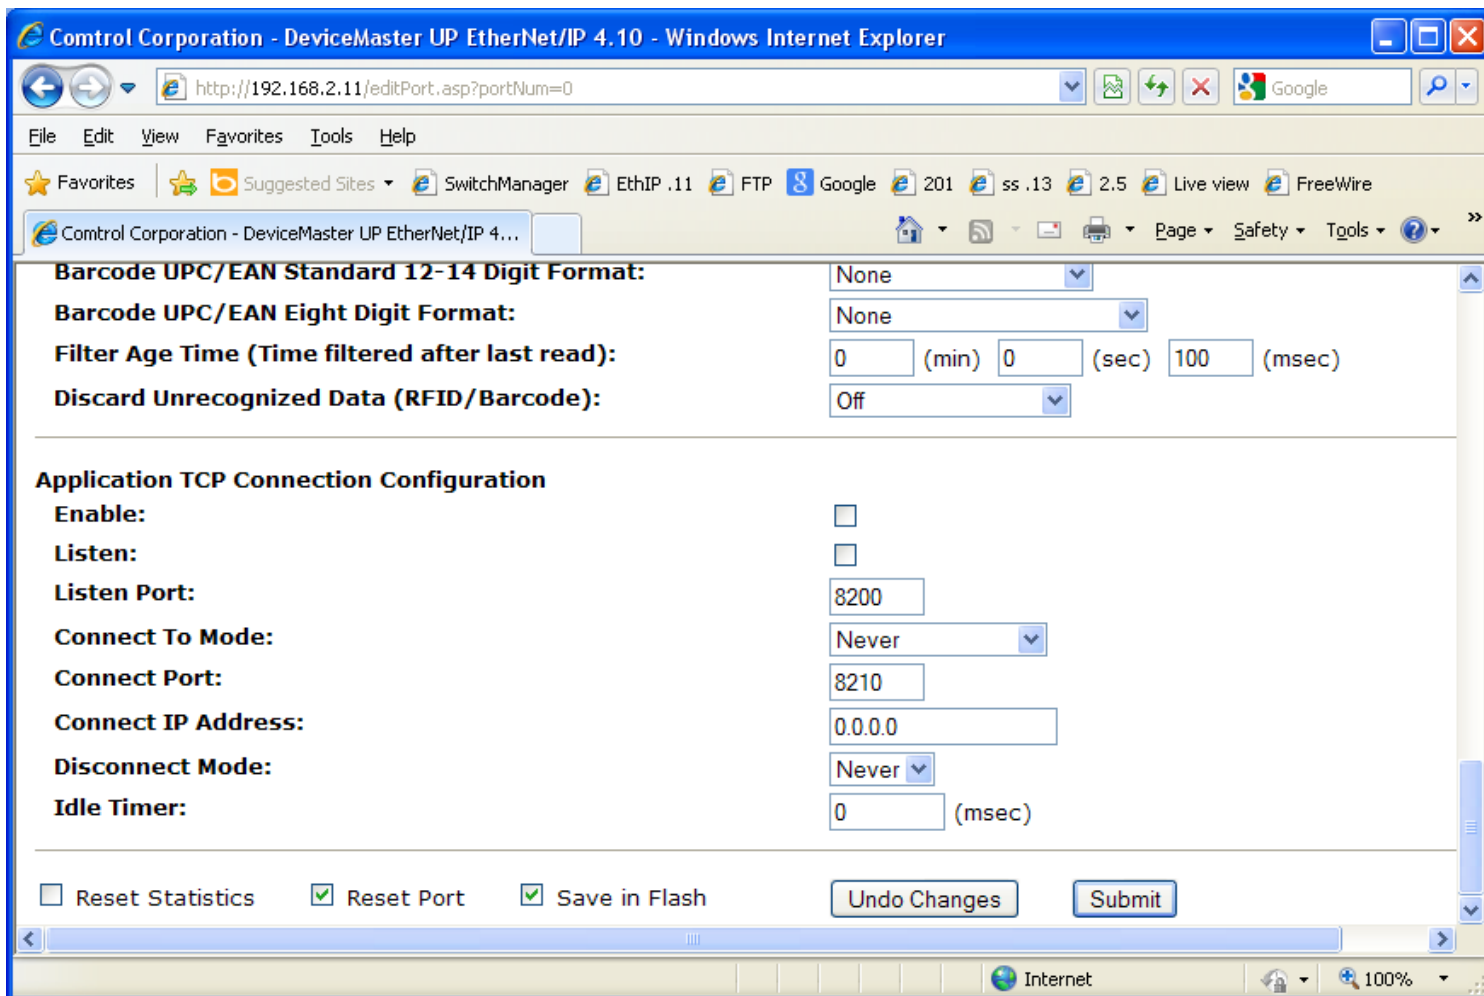 Comtrol Corporation - DeviceMaster UP EtherNet/IP 4.10 - Windows Internet Explorer
http://192.168.2.11/editPort.asp?portNum=0 Google
File Edit View Favorites Tools Help
Favorites Suggested Sites SwitchManager EthIP .11 FTP 8 Google 201 ss .13 2.5 Live view FreeWire
Comtrol Corporation - DeviceMaster UP EtherNet/IP 4... Page Safety Tools ? »
Barcode UPC/EAN Standard 12-14 Digit Format: None
Barcode UPC/EAN Eight Digit Format: None
Filter Age Time (Time filtered after last read): 0 (min) 0 (sec) 100 (msec)
Discard Unrecognized Data (RFID/Barcode): Off
Application TCP Connection Configuration
Enable:
Listen:
Listen Port: 8200
Connect To Mode: Never
Connect Port: 8210
Connect IP Address: 0.0.0.0
Disconnect Mode: Never
Idle Timer: 0 (msec)
Reset Statistics Reset Port Save in Flash Undo Changes Submit
Internet 100%